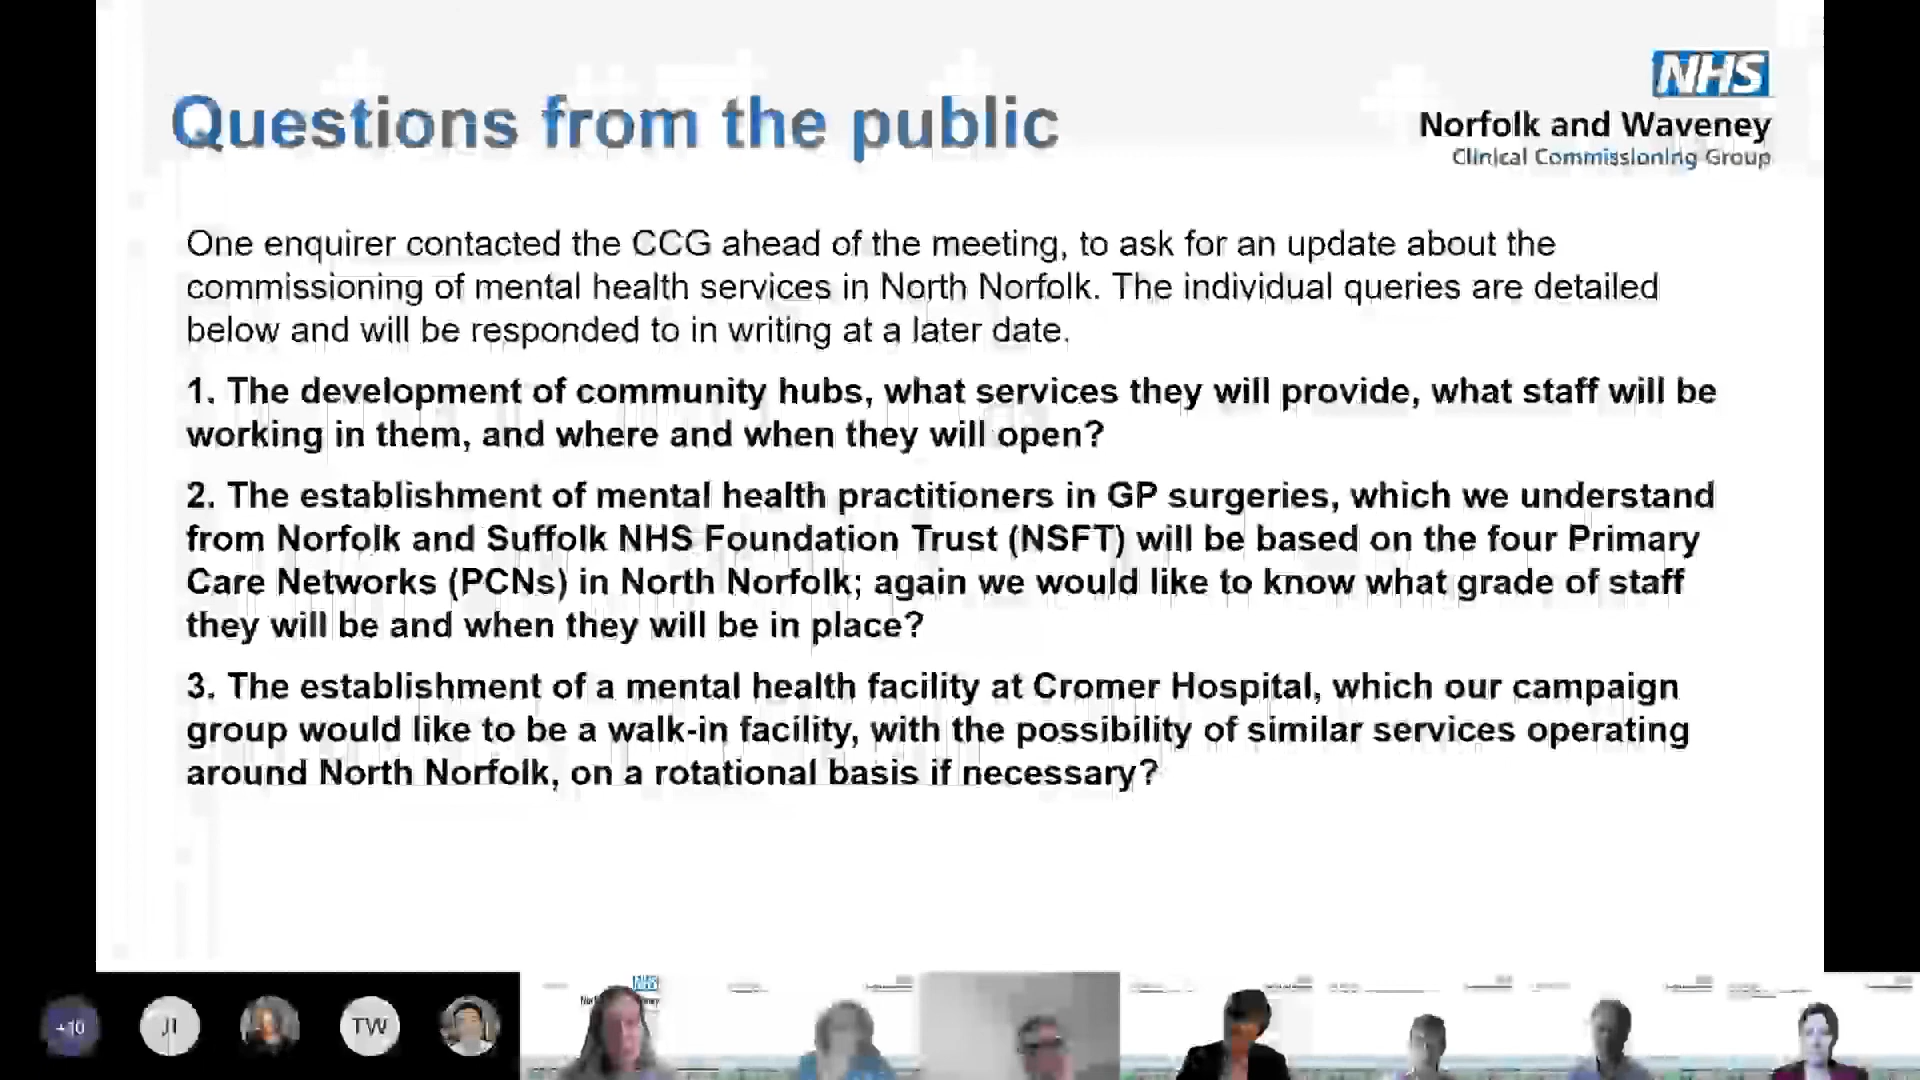 NHS
Questions from the public
Norfolk and Waveney
Clinical Commissioning Group
One enquirer contacted the CCG ahead of the meeting, to ask for an update about the
commissioning of mental health services in North Norfolk. The individual queries are detailed
below and will be responded to in writing at a later date.
1. The development of community hubs, what services they will provide, what staff will be
working in them, and where and when they will open?
2. The establishment of mental health practitioners in GP surgeries, which we understand
from Norfolk and Suffolk NHS Foundation Trust (NSFT) will be based on the four Primary
Care Networks (PCNs) in North Norfolk; again we would like to know what grade of staff
they will be and when they will be in place?
3. The establishment of a mental health facility at Cromer Hospital, which our campaign
group would like to be a walk-in facility, with the possibility of similar services operating
around North Norfolk, on a rotational basis if necessary?
+10
TW
NHS